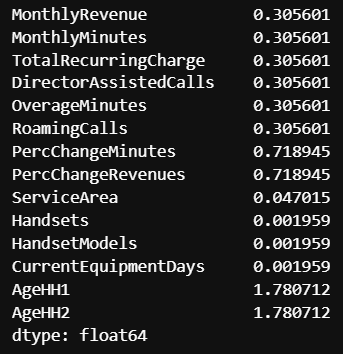 MonthlyRevenue 0.305601
MonthlyMinutes 0.305601
TotalRecurringCharge 0.305601
DirectorAssistedCalls 0.305601
OverageMinutes 0.305601
RoamingCalls 0.305601
PercChangeMinutes 0.718945
PercChangeRevenues 0.718945
ServiceArea 0.047015
Handsets 0.001959
HandsetModels 0.001959
CurrentEquipmentDays 0.001959
AgeHH1 1.780712
AgeHH2 1.780712
dtype: float64